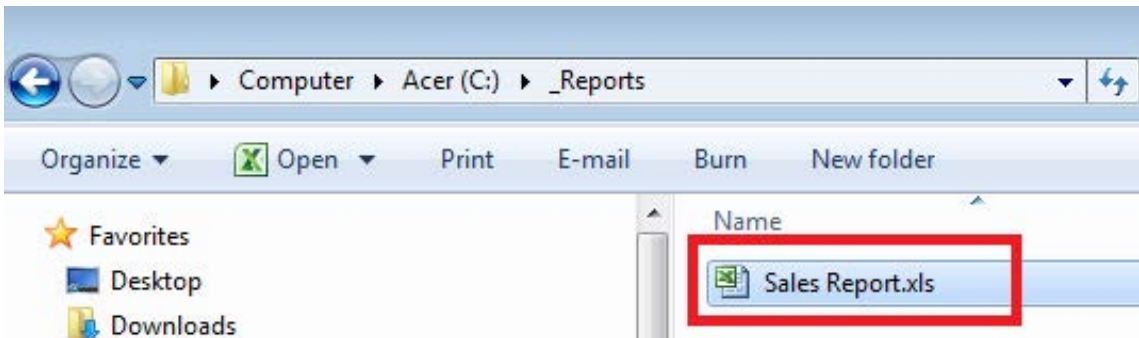 Computer Acer (C:) _Reports
Organize Open Print E-mail Burn New folder
Favorites
Desktop
Downloads
Name
Sales Report.xls